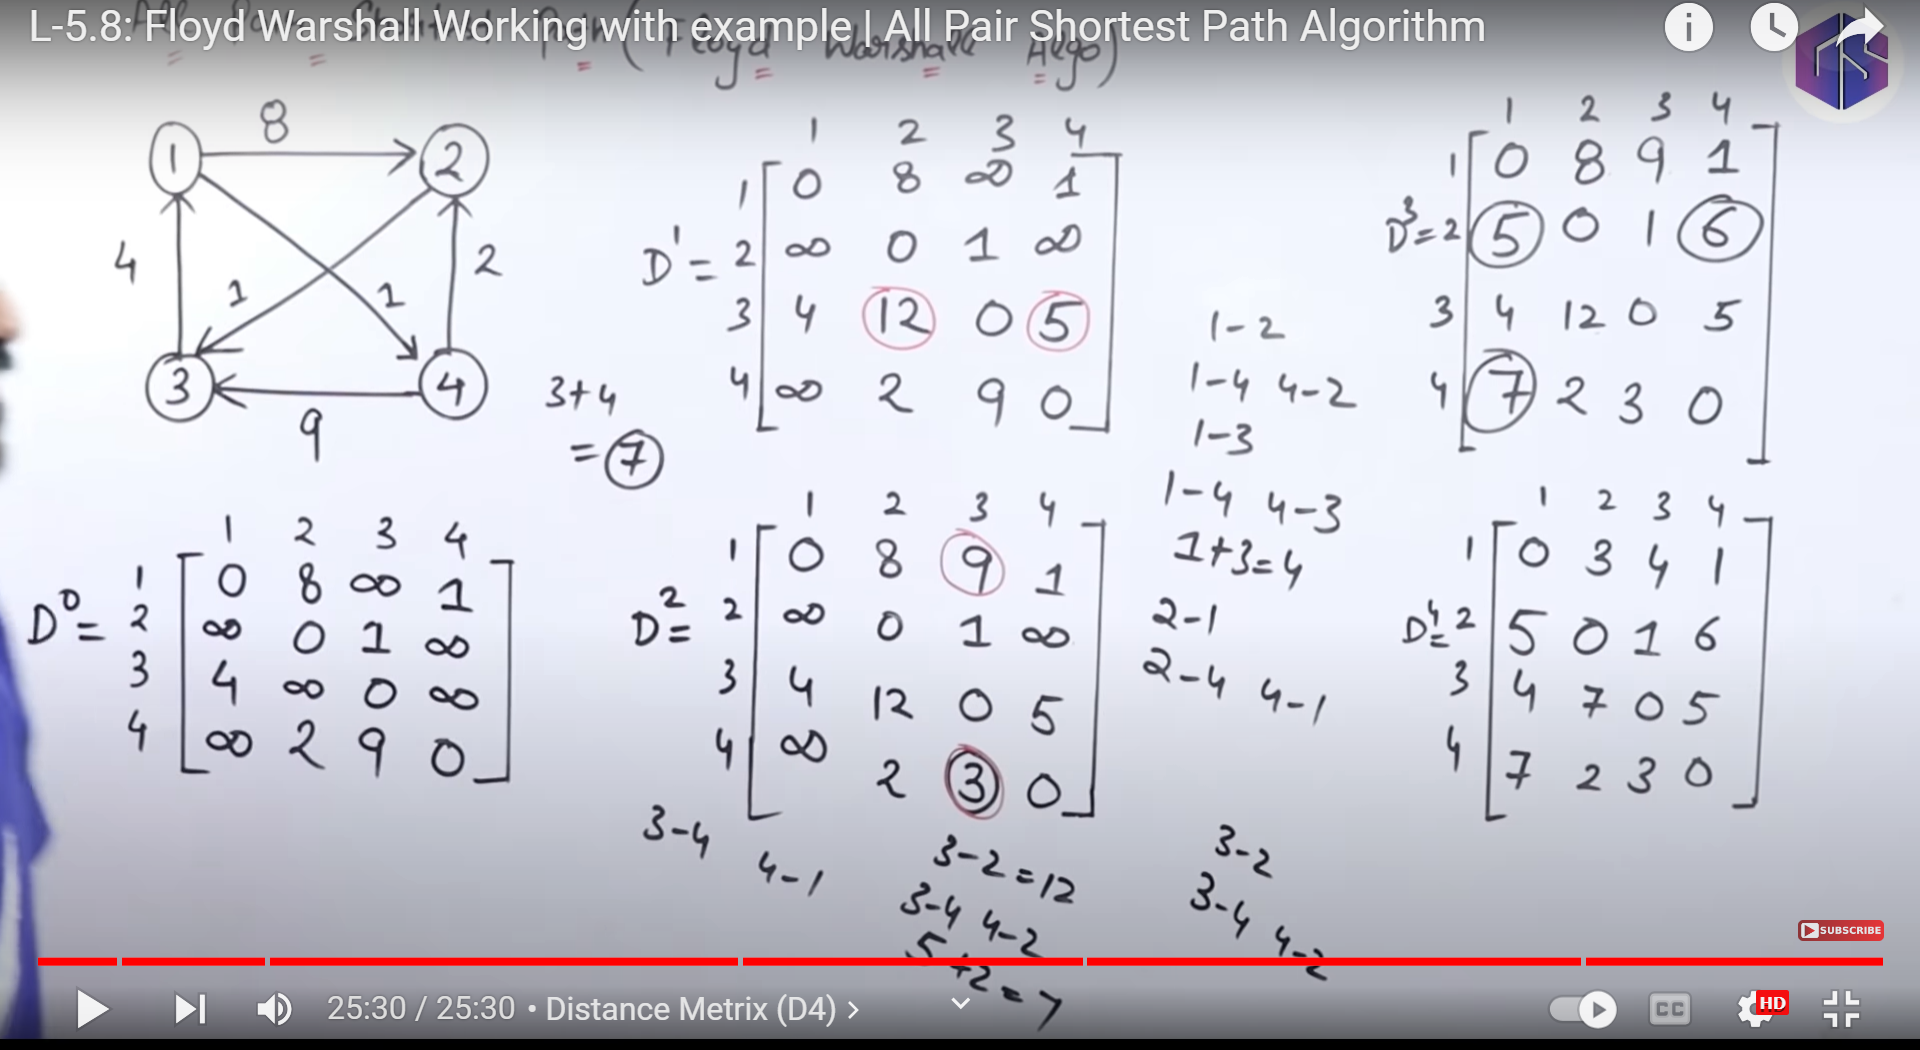 L-5.8: Floyd Warshall Working with example | All Pair Shortest Path Algorithm
(Floyd Warshall Algo)
8
1 2
4 1 1 2
3 4
9
3+4
= 7
1 2 3 4
D¹ =
1 0 8 ∞ 1
2 ∞ 0 1 ∞
3 4 12 0 5
4 ∞ 2 9 0
1-2
1-4 4-2
1-3
1-4 4-3
1+3=4
2-1
2-4 4-1
1 2 3 4
D³ =
1 0 8 9 1
2 5 0 1 6
3 4 12 0 5
4 7 2 3 0
1 2 3 4
D⁰ =
1 0 8 ∞ 1
2 ∞ 0 1 ∞
3 4 ∞ 0 ∞
4 ∞ 2 9 0
1 2 3 4
D² =
1 0 8 9 1
2 ∞ 0 1 ∞
3 4 12 0 5
4 ∞ 2 3 0
1 2 3 4
D⁴ =
1 0 3 4 1
2 5 0 1 6
3 4 7 0 5
4 7 2 3 0
3-4 4-1
3-2=12
3-4 4-2
5+2=7
3-2
3-4 4-2
SUBSCRIBE
25:30 / 25:30 • Distance Metrix (D4) >
CC
HD